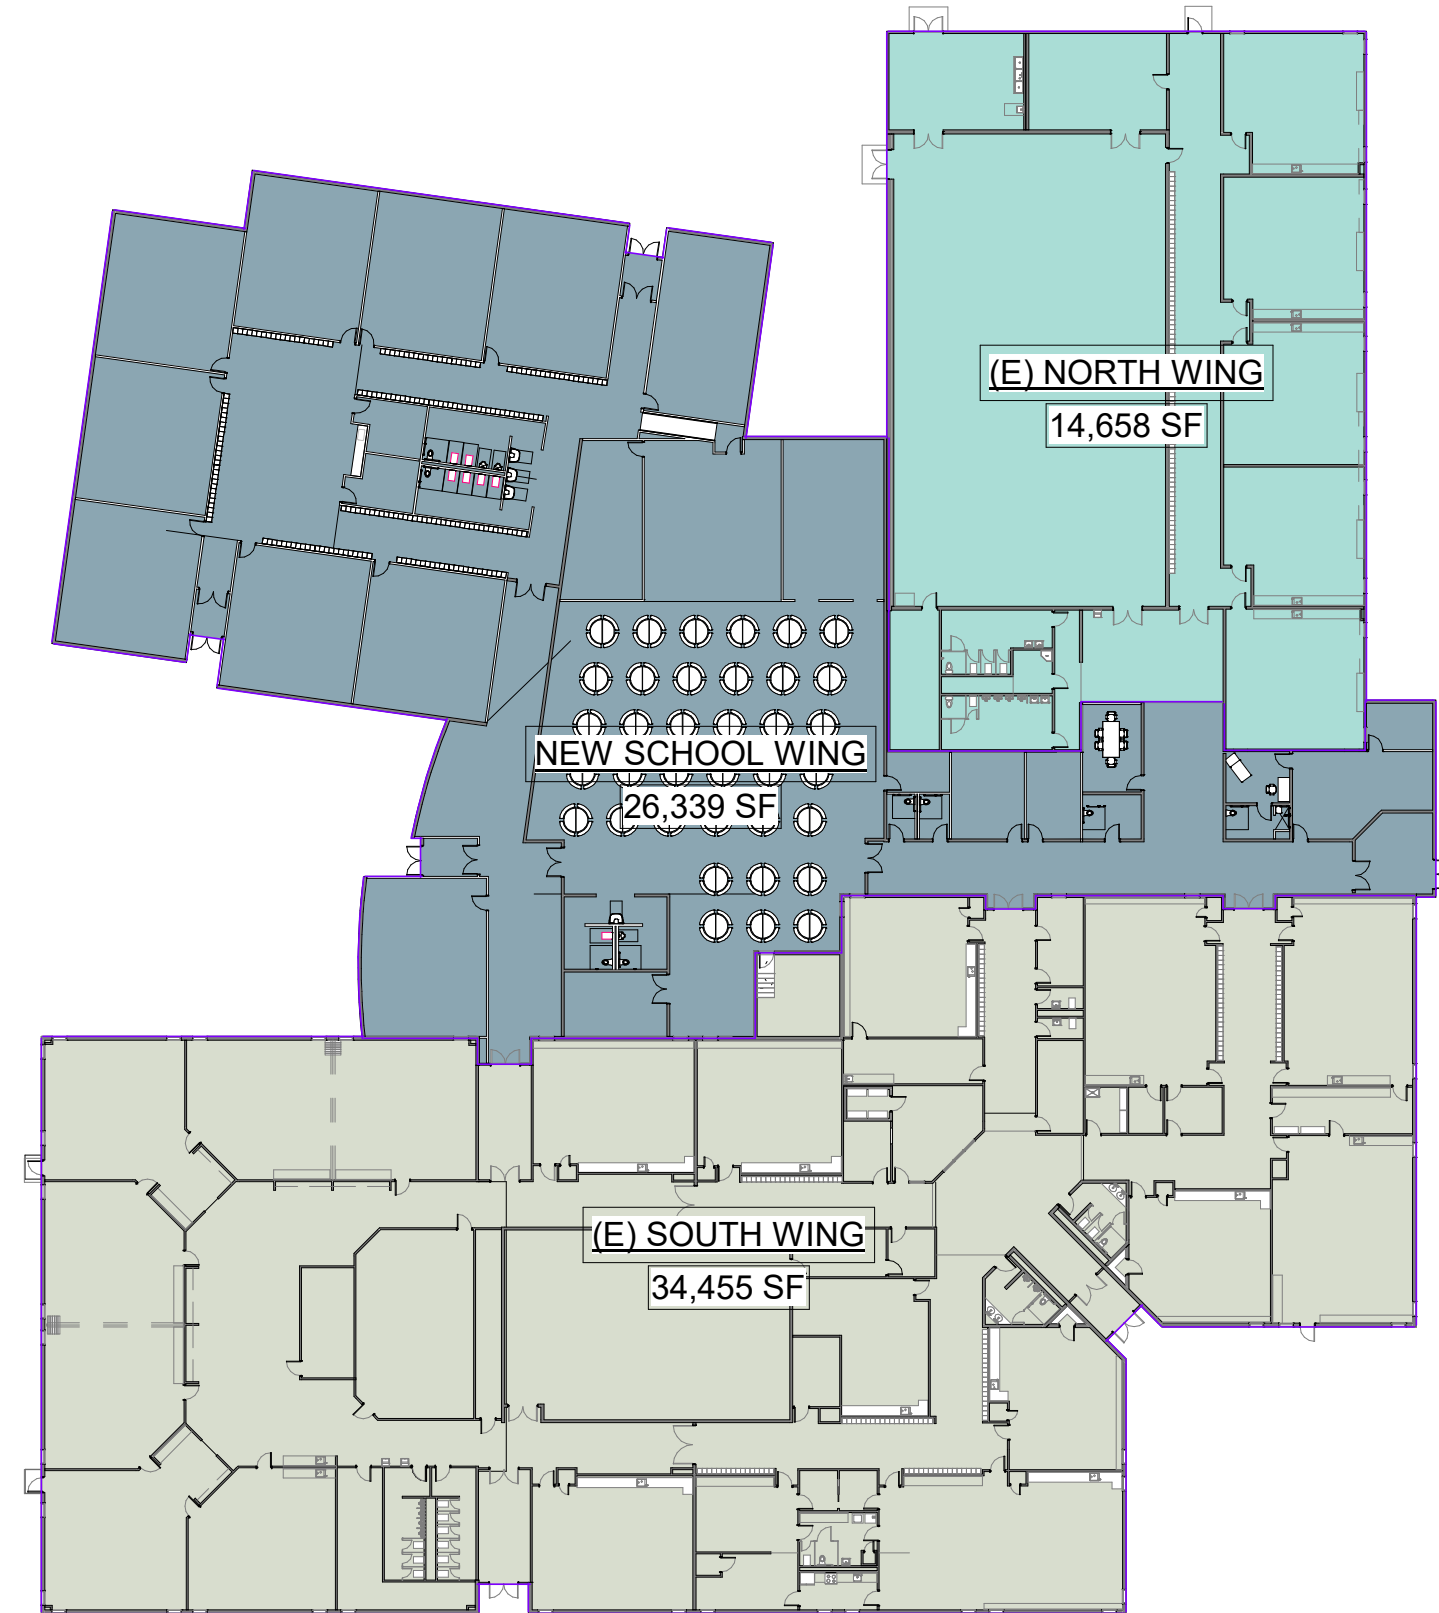 (E) NORTH WING
14,658 SF
NEW SCHOOL WING
26,339 SF
(E) SOUTH WING
34,455 SF